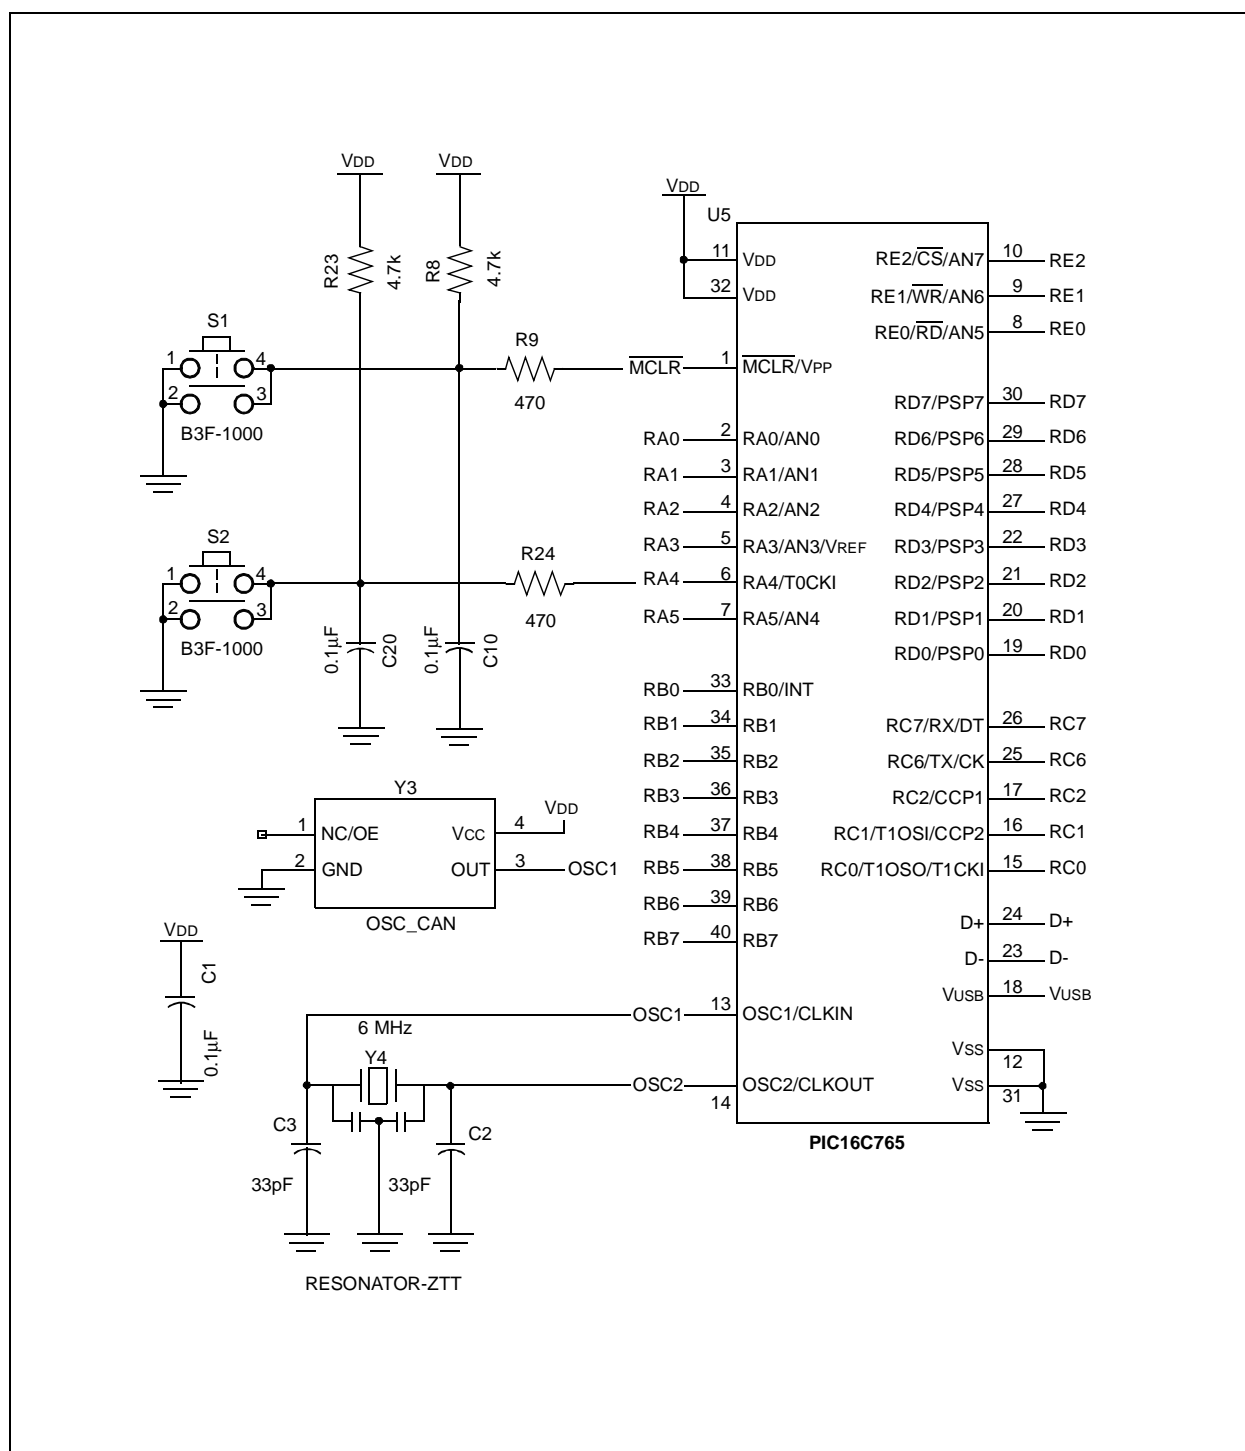 VDD
VDD
VDD
R23
4.7k
R8
4.7k
S1
1
4
2
3
B3F-1000
R9
470
S2
1
4
2
3
B3F-1000
R24
470
0.1µF
C20
0.1µF
C10
Y3
1
NC/OE
VCC
4
VDD
2
GND
OUT
3
OSC1
OSC_CAN
VDD
C1
0.1µF
6 MHz
Y4
C3
33pF
33pF
C2
RESONATOR-ZTT
U5
11
VDD
32
VDD
MCLR
1
MCLR/VPP
RA0
2
RA0/AN0
RA1
3
RA1/AN1
RA2
4
RA2/AN2
RA3
5
RA3/AN3/VREF
RA4
6
RA4/T0CKI
RA5
7
RA5/AN4
RB0
33
RB0/INT
RB1
34
RB1
RB2
35
RB2
RB3
36
RB3
RB4
37
RB4
RB5
38
RB5
RB6
39
RB6
RB7
40
RB7
OSC1
13
OSC1/CLKIN
OSC2
14
OSC2/CLKOUT
RE2/CS/AN7
10
RE2
RE1/WR/AN6
9
RE1
RE0/RD/AN5
8
RE0
RD7/PSP7
30
RD7
RD6/PSP6
29
RD6
RD5/PSP5
28
RD5
RD4/PSP4
27
RD4
RD3/PSP3
22
RD3
RD2/PSP2
21
RD2
RD1/PSP1
20
RD1
RD0/PSP0
19
RD0
RC7/RX/DT
26
RC7
RC6/TX/CK
25
RC6
RC2/CCP1
17
RC2
RC1/T1OSI/CCP2
16
RC1
RC0/T1OSO/T1CKI
15
RC0
D+
24
D+
D-
23
D-
VUSB
18
VUSB
VSS
12
VSS
31
PIC16C765